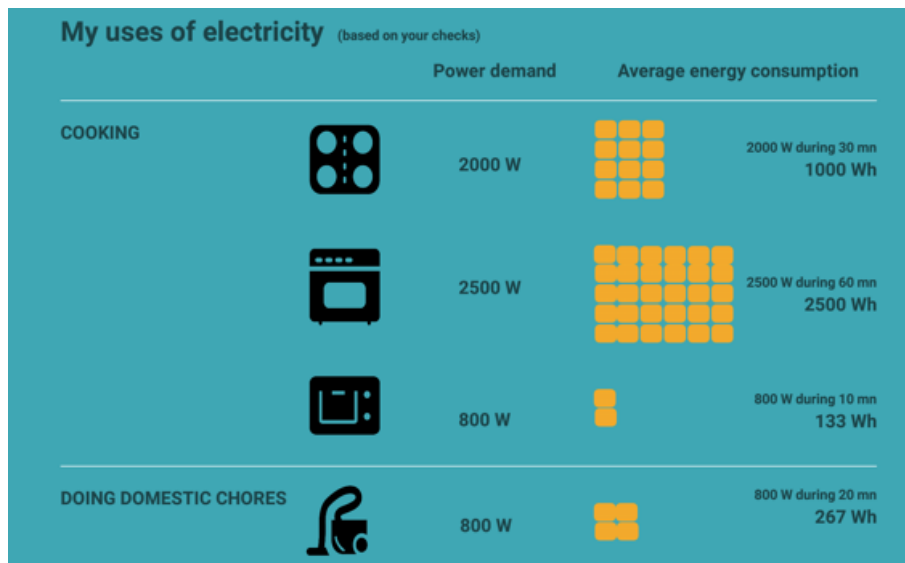 My uses of electricity (based on your checks)
Power demand Average energy consumption
COOKING
2000 W
2000 W during 30 mn
1000 Wh
2500 W
2500 W during 60 mn
2500 Wh
800 W
800 W during 10 mn
133 Wh
DOING DOMESTIC CHORES
800 W
800 W during 20 mn
267 Wh